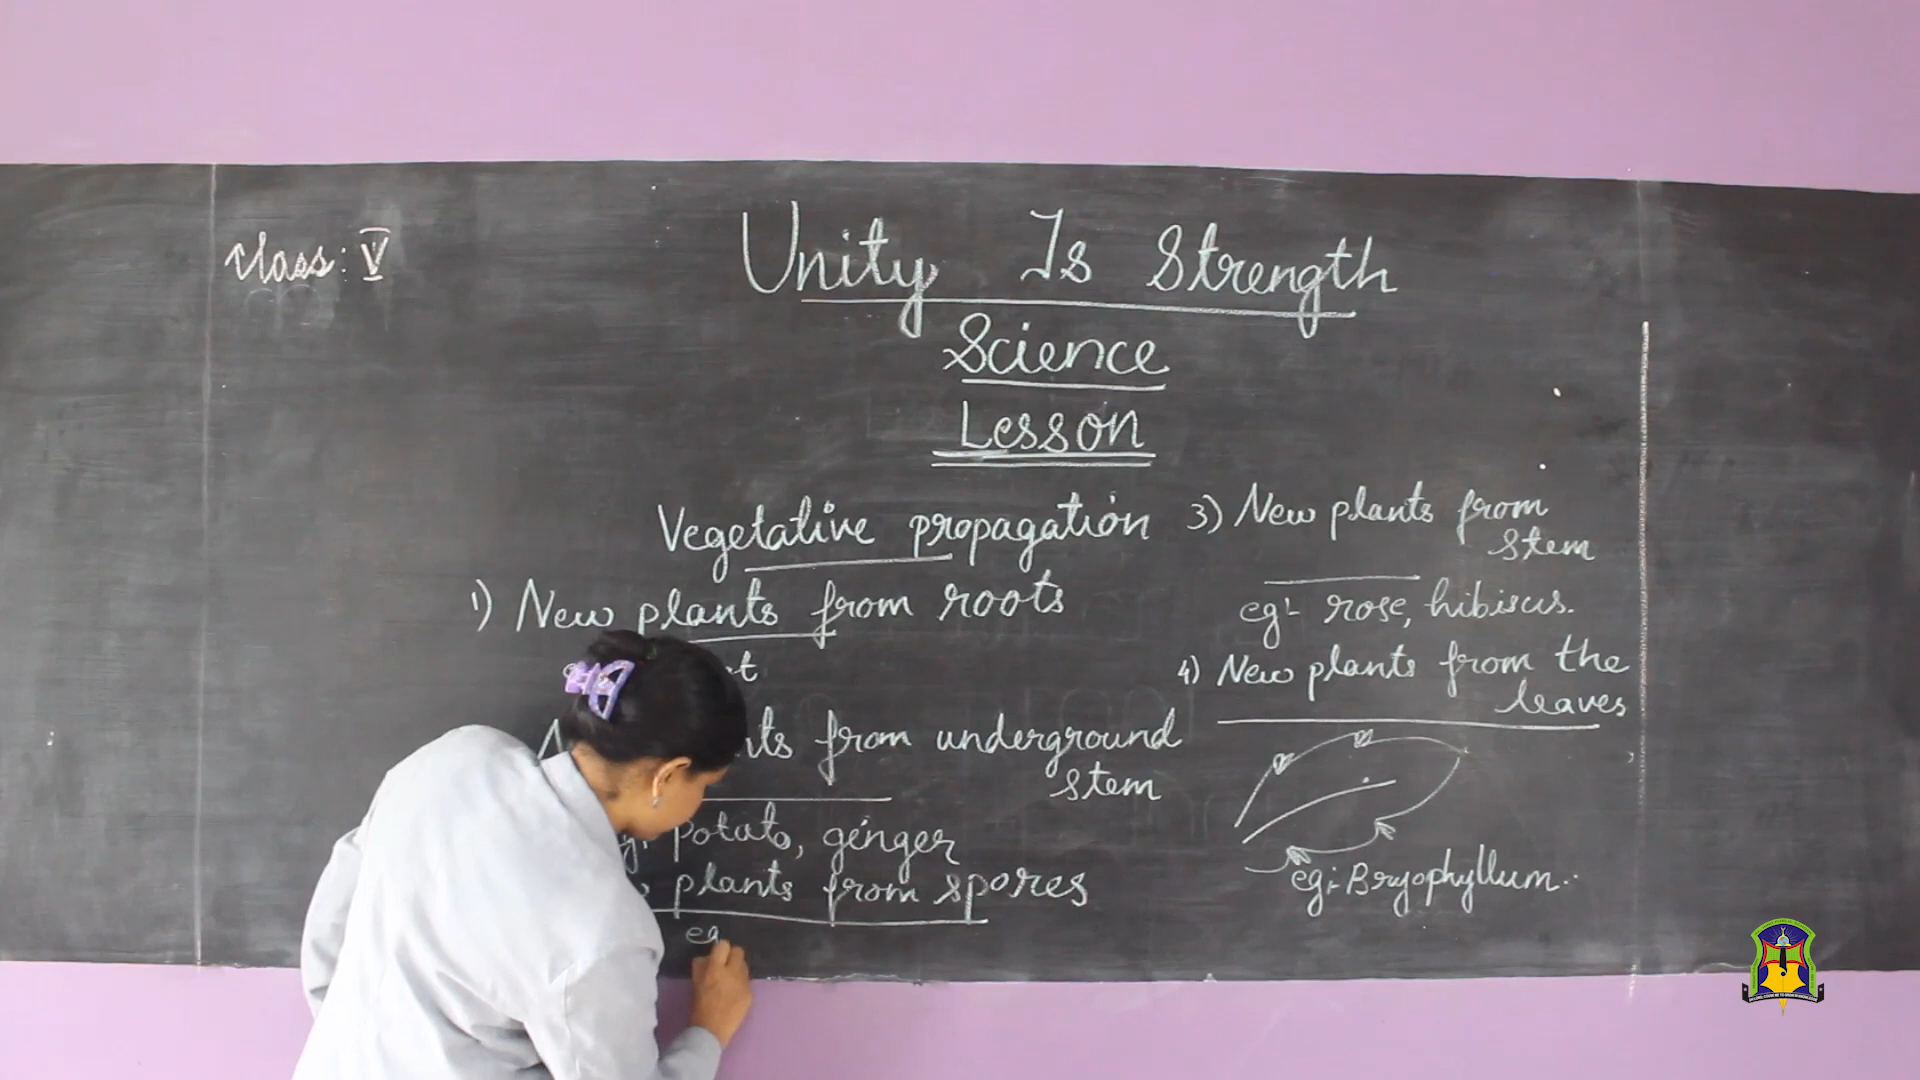 Class: V
Unity Is Strength
Science
Lesson
Vegetative propagation
1) New plants from roots
from underground
stem
potato, ginger
plants from spores
eg
3) New plants from
stem
eg:- rose, hibiscus.
4) New plants from the
leaves
eg:- Bryophyllum..